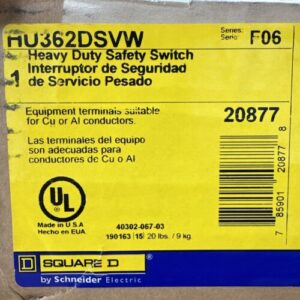 HU362DSVW
Series:
Serie:
F06
1
Heavy Duty Safety Switch
Interruptor de Seguridad
de Servicio Pesado
Equipment terminals suitable
for Cu or Al conductors.
20877
Las terminales del equipo
son adecuadas para
conductores de Cu o Al
7 85901 20877 8
UL
Made in U.S.A
Hecho en EUA
40302-067-03
190163 15 20 lbs. / 9 kg.
D SQUARE D
by Schneider Electric